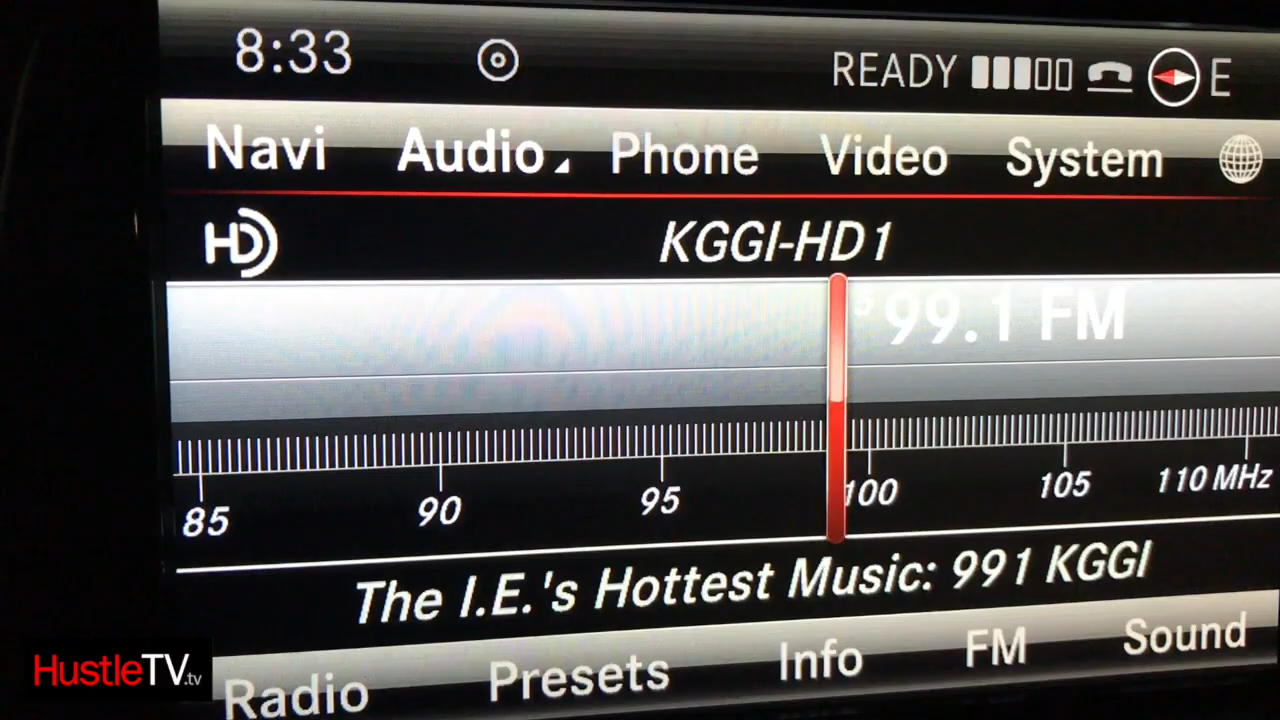 8:33 READY E
Navi Audio Phone Video System
HD KGGI-HD1
99.1 FM
85 90 95 100 105 110 MHz
The I.E.'s Hottest Music: 991 KGGI
Radio Presets Info FM Sound
HustleTV.tv